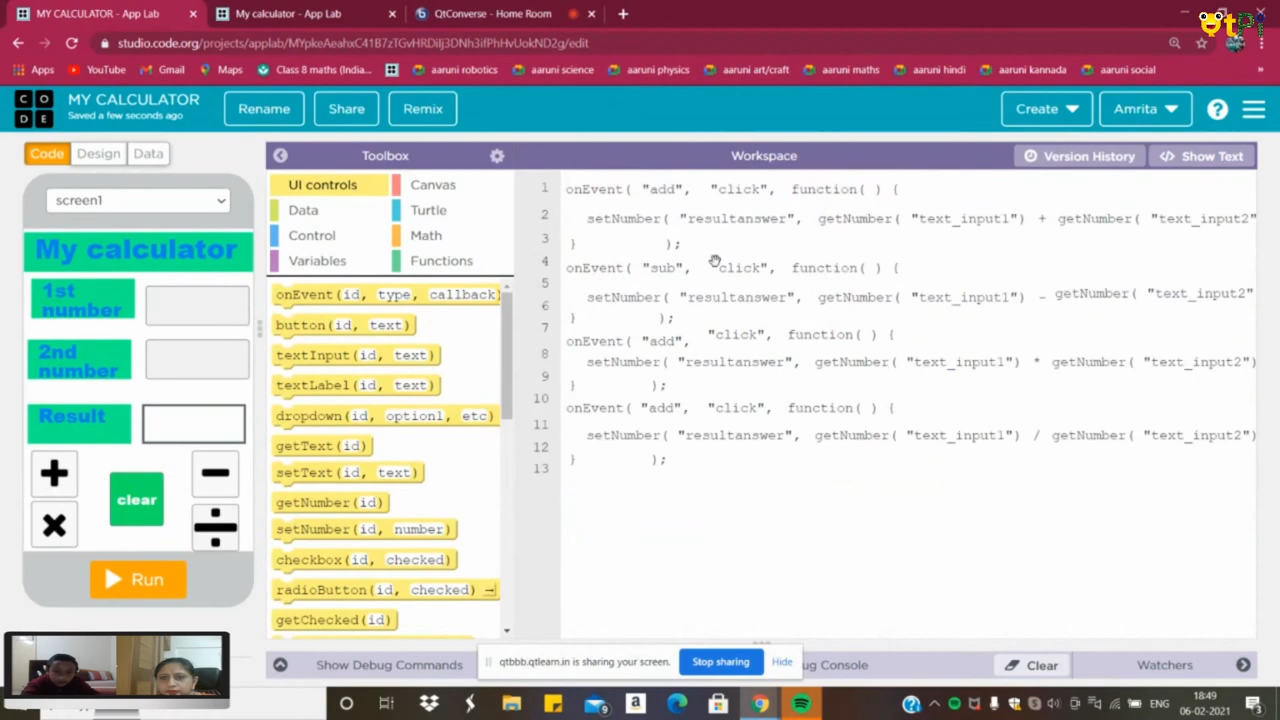 MY CALCULATOR - App Lab
My calculator - App Lab
QtConverse - Home Room
QtPi
studio.code.org/projects/applab/MYpkeAeahxC41B7zTGvHRDiIj3DNh3ifPhHvUokND2g/edit
Apps
YouTube
Gmail
Maps
Class 8 maths (India...
aaruni robotics
aaruni science
aaruni physics
aaruni art/craft
aaruni maths
aaruni hindi
aaruni kannada
aaruni social
CODE
MY CALCULATOR
Saved a few seconds ago
Rename
Share
Remix
Create
Amrita
Code
Design
Data
Toolbox
Workspace
Version History
Show Text
screen1
My calculator
1st
number
2nd
number
Result
clear
Run
UI controls
Canvas
Data
Turtle
Control
Math
Variables
Functions
onEvent(id, type, callback)
button(id, text)
textInput(id, text)
textLabel(id, text)
dropdown(id, option1, etc)
getText(id)
setText(id, text)
getNumber(id)
setNumber(id, number)
checkbox(id, checked)
radioButton(id, checked)
getChecked(id)
1 onEvent( "add", "click", function( ) {
2 setNumber( "resultanswer", getNumber( "text_input1") + getNumber( "text_input2"
3 } );
4 onEvent( "sub", "click", function( ) {
5 setNumber( "resultanswer", getNumber( "text_input1") - getNumber( "text_input2"
6 } );
7 onEvent( "add", "click", function( ) {
8 setNumber( "resultanswer", getNumber( "text_input1") * getNumber( "text_input2")
9 } );
10 onEvent( "add", "click", function( ) {
11 setNumber( "resultanswer", getNumber( "text_input1") / getNumber( "text_input2")
12 } );
13
Show Debug Commands
qtbbb.qtlearn.in is sharing your screen.
Stop sharing
Hide
ug Console
Clear
Watchers
9
ENG
18:49
06-02-2021
3